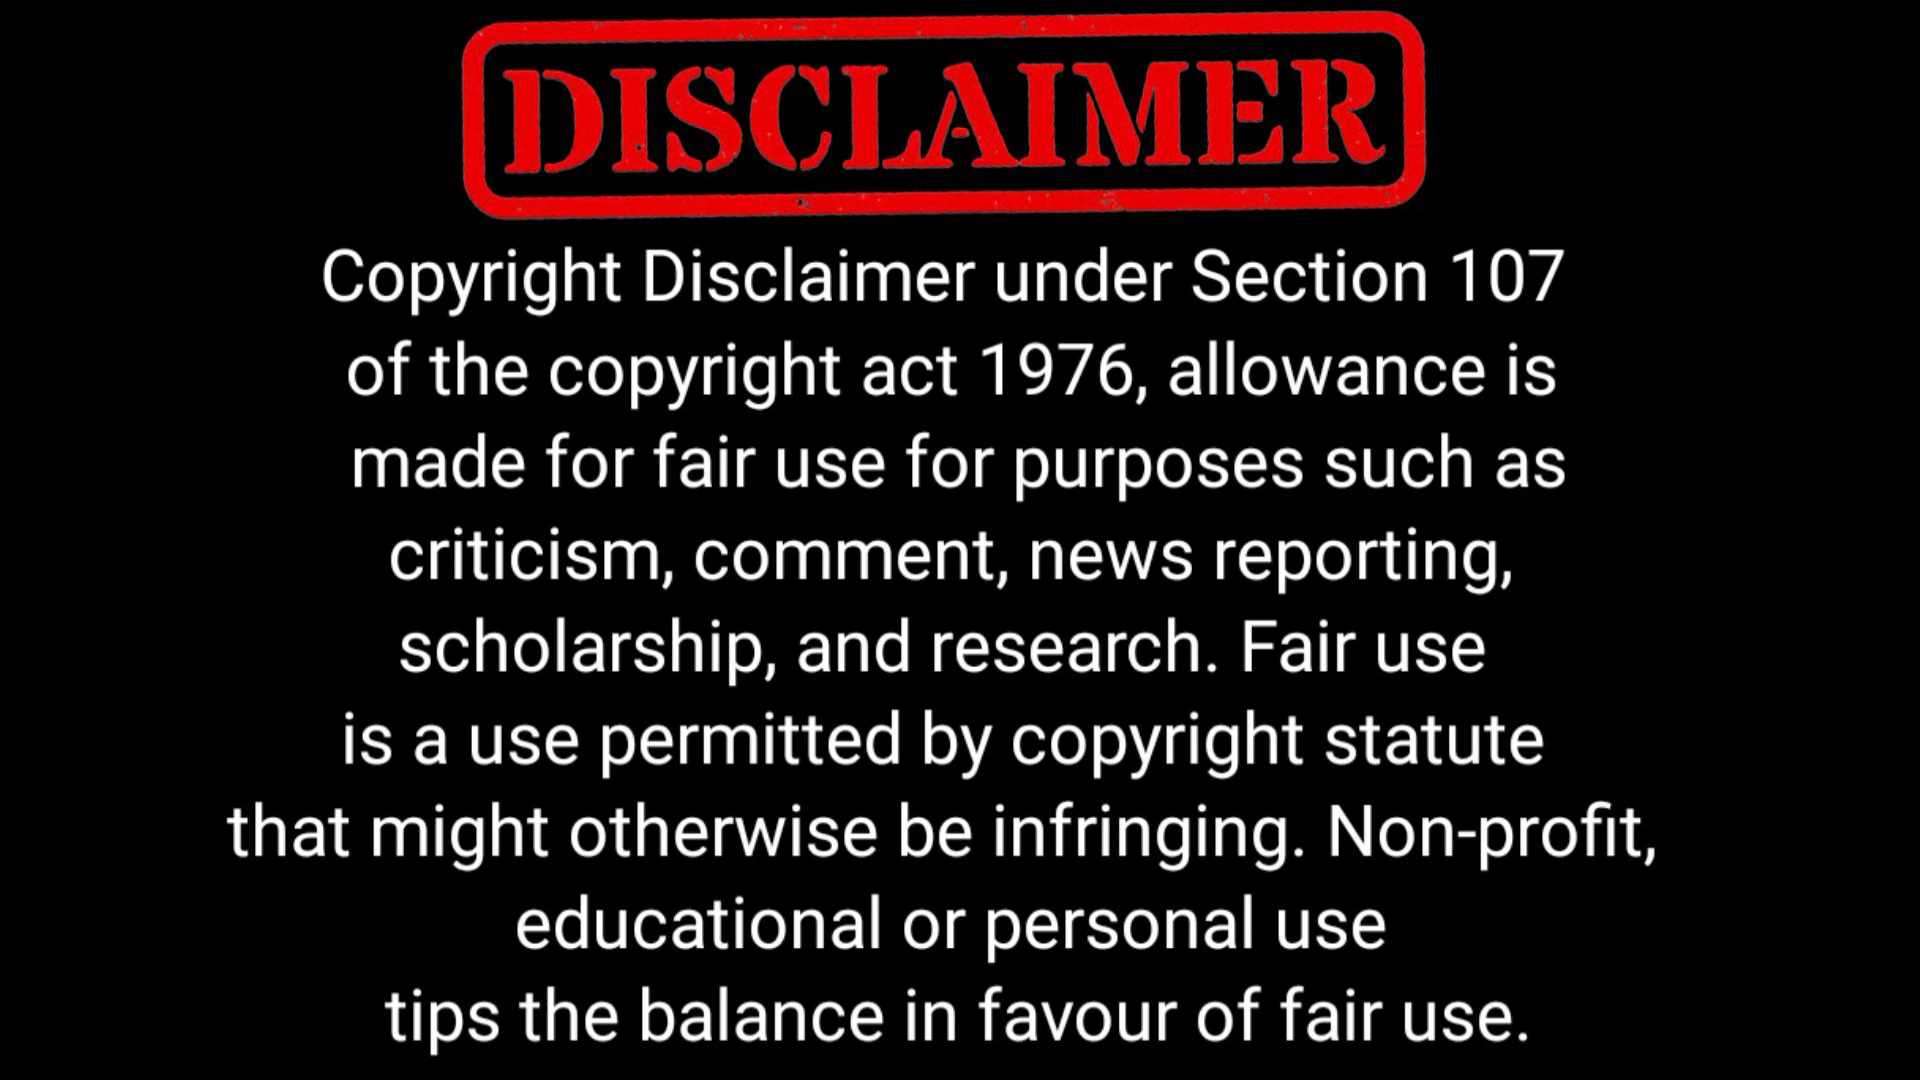 DISCLAIMER
Copyright Disclaimer under Section 107
of the copyright act 1976, allowance is
made for fair use for purposes such as
criticism, comment, news reporting,
scholarship, and research. Fair use
is a use permitted by copyright statute
that might otherwise be infringing. Non-profit,
educational or personal use
tips the balance in favour of fair use.